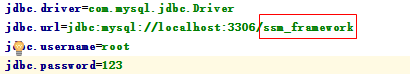 jdbc.driver=com.mysql.jdbc.Driver
jdbc.url=jdbc:mysql://localhost:3306/ssm_framework
jdbc.username=root
jdbc.password=123